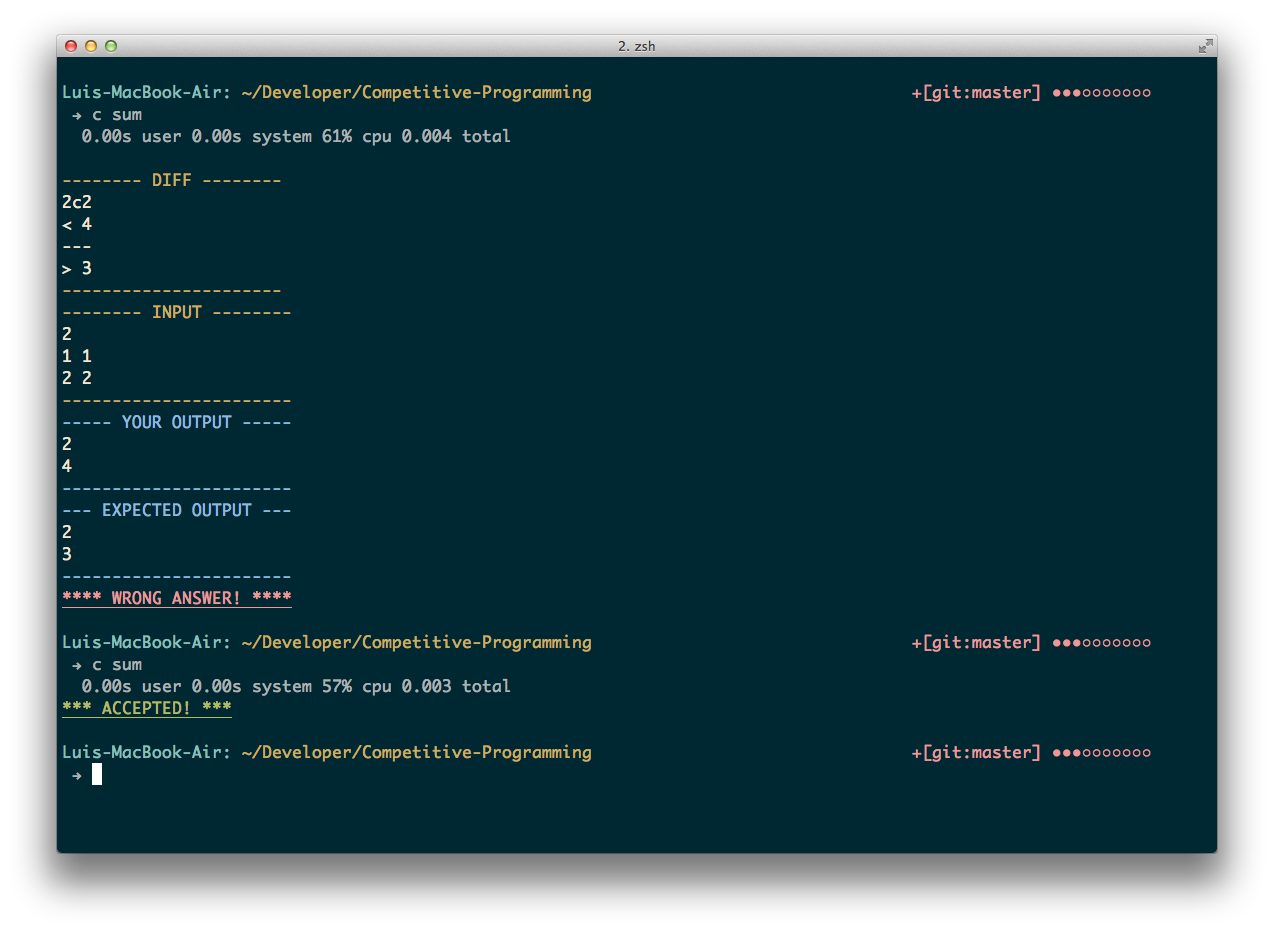 2. zsh
Luis-MacBook-Air: ~/Developer/Competitive-Programming +[git:master] ●●●○○○○○○○
→ c sum
0.00s user 0.00s system 61% cpu 0.004 total
-------- DIFF --------
2c2
< 4
---
> 3
----------------------
-------- INPUT --------
2
1 1
2 2
-----------------------
----- YOUR OUTPUT -----
2
4
-----------------------
--- EXPECTED OUTPUT ---
2
3
-----------------------
**** WRONG ANSWER! ****
Luis-MacBook-Air: ~/Developer/Competitive-Programming +[git:master] ●●●○○○○○○○
→ c sum
0.00s user 0.00s system 57% cpu 0.003 total
*** ACCEPTED! ***
Luis-MacBook-Air: ~/Developer/Competitive-Programming +[git:master] ●●●○○○○○○○
→